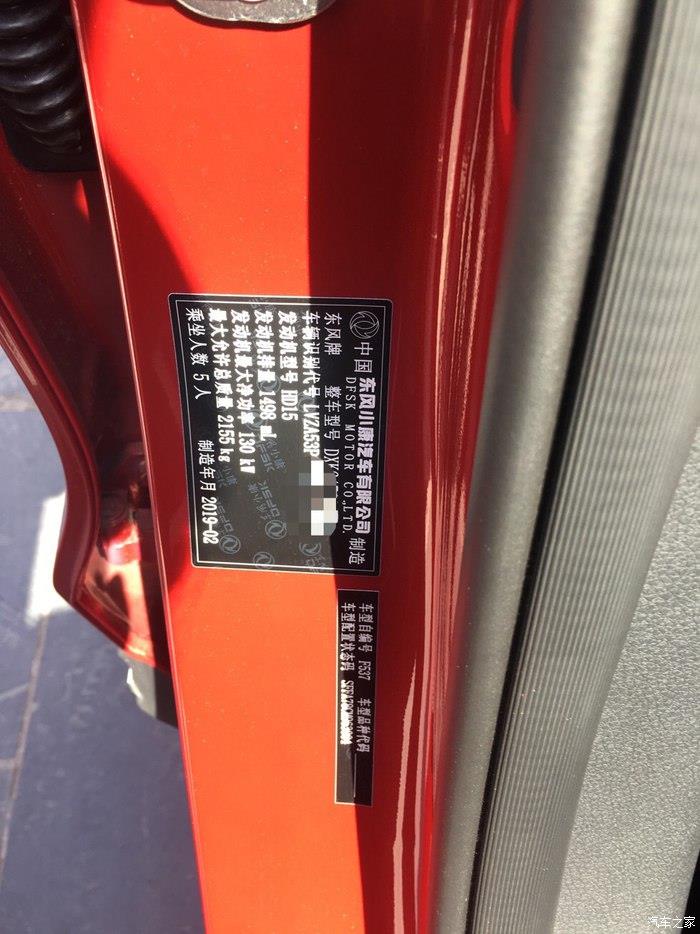 中国 东风小康汽车有限公司 制造
DFSK MOTOR CO.,LTD.
东风牌 整车型号
车辆识别代号 LVZA53P
发动机型号 HD15
发动机排量 1498 mL
发动机最大净功率 130 kW
最大允许总质量 2155 kg
乘坐人数 5 人 制造年月 2019-02
车型自编号 F537 车型品种代码
车型配置状态码
汽车之家